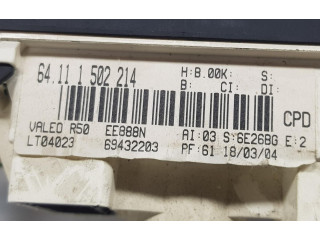 64.11 1 502 214 H:B.00K: S:
B: CI: DI:
CPD
VALEO R50 EE888N AI:03 S:6E26BG E:2
LT04023 69432203 PF:61 18/03/04